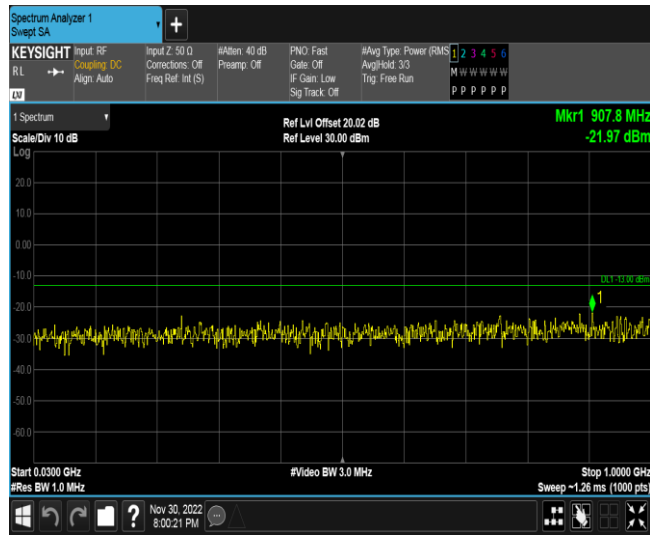 Spectrum Analyzer 1
Swept SA
KEYSIGHT
RL
LXI
Input: RF
Coupling: DC
Align: Auto
Input Z: 50 Ω
Corrections: Off
Freq Ref: Int (S)
#Atten: 40 dB
Preamp: Off
PNO: Fast
Gate: Off
IF Gain: Low
Sig Track: Off
#Avg Type: Power (RMS
Avg|Hold: 3/3
Trig: Free Run
1 2 3 4 5 6
M W W W W W
P P P P P P
1 Spectrum
Scale/Div 10 dB
Log
Ref Lvl Offset 20.02 dB
Ref Level 30.00 dBm
Mkr1 907.8 MHz
-21.97 dBm
20.0
10.0
0.00
-10.0
DL1 -13.00 dBm
1
-20.0
-30.0
-40.0
-50.0
-60.0
Start 0.0300 GHz
#Res BW 1.0 MHz
#Video BW 3.0 MHz
Stop 1.0000 GHz
Sweep ~1.26 ms (1000 pts)
?
Nov 30, 2022
8:00:21 PM